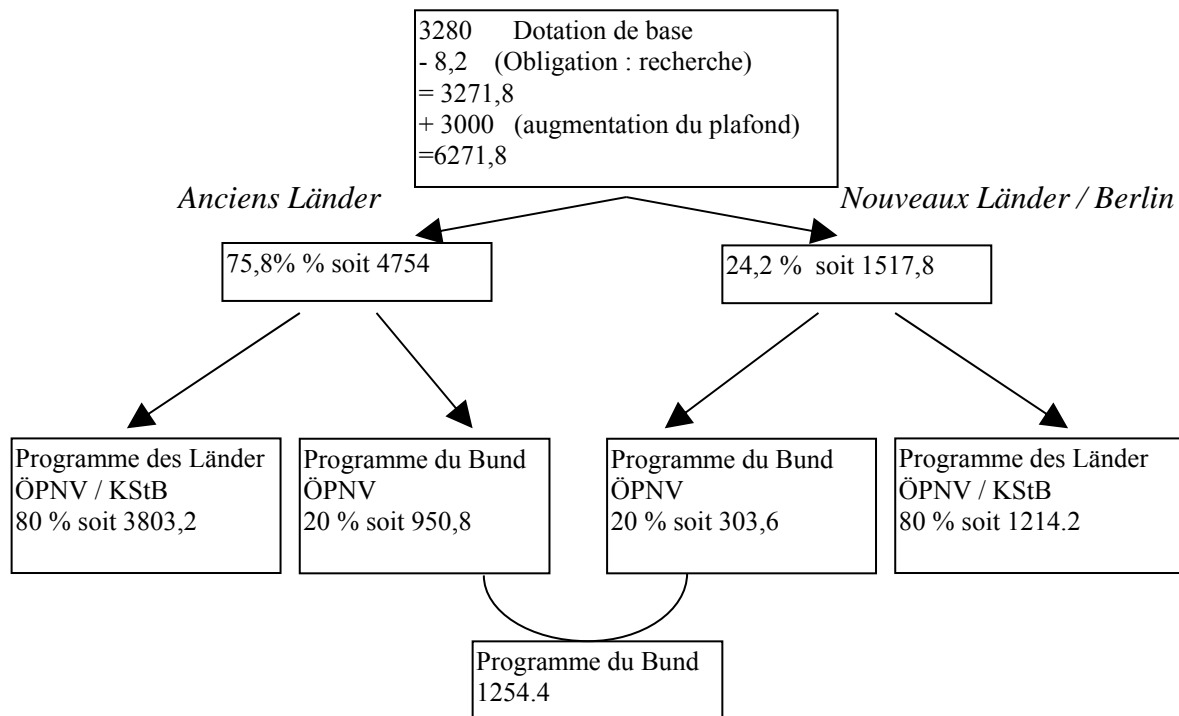 3280 Dotation de base
- 8,2 (Obligation : recherche)
= 3271,8
+ 3000 (augmentation du plafond)
=6271,8
Anciens Länder
Nouveaux Länder / Berlin
75,8% % soit 4754
24,2 % soit 1517,8
Programme des Länder
ÖPNV / KStB
80 % soit 3803,2
Programme du Bund
ÖPNV
20 % soit 950,8
Programme du Bund
ÖPNV
20 % soit 303,6
Programme des Länder
ÖPNV / KStB
80 % soit 1214.2
Programme du Bund
1254.4